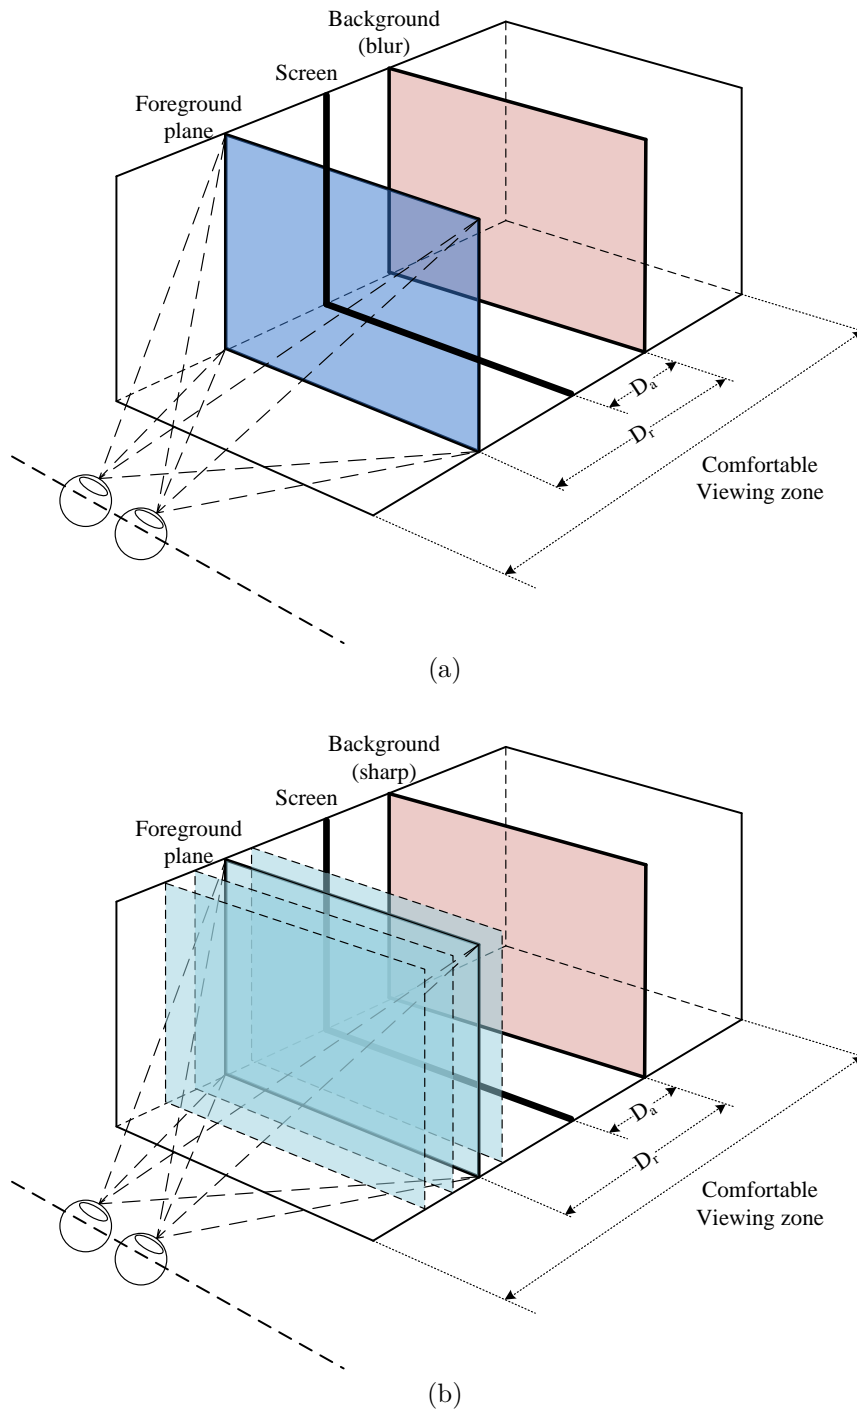 Background
(blur)
Screen
Foreground
plane
Dₐ
Dᵣ
Comfortable
Viewing zone
(a)
Background
(sharp)
Screen
Foreground
plane
Dₐ
Dᵣ
Comfortable
Viewing zone
(b)